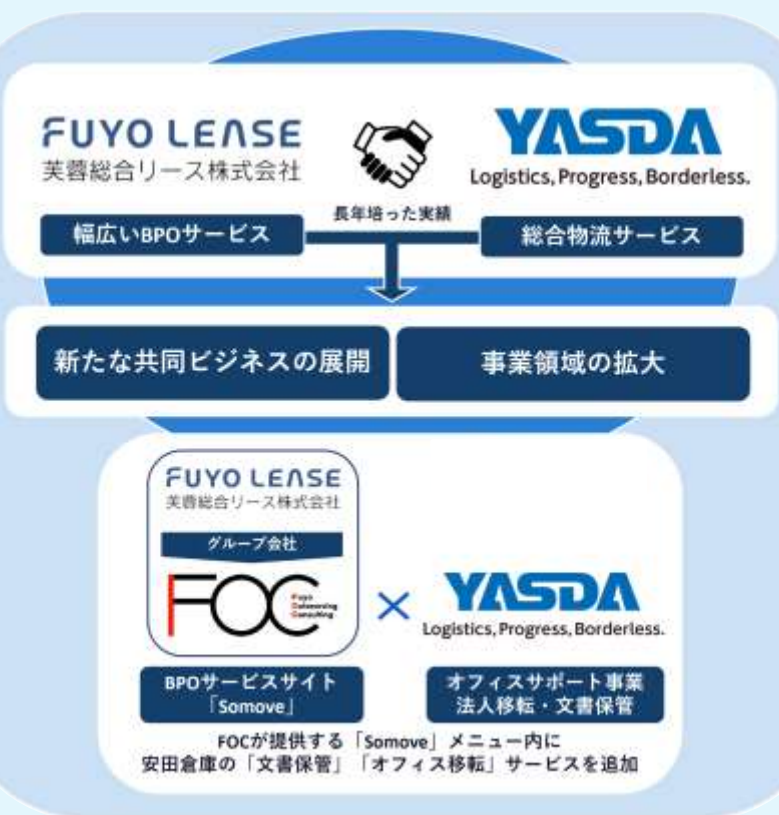 FUYO LEASE
芙蓉総合リース株式会社
YASDA
Logistics, Progress, Borderless.
長年培った実績
幅広いBPOサービス
総合物流サービス
新たな共同ビジネスの展開
事業領域の拡大
FUYO LEASE
芙蓉総合リース株式会社
グループ会社
FOC
Fuyo
Outsourcing
Consulting
×
YASDA
Logistics, Progress, Borderless.
BPOサービスサイト
「Somove」
オフィスサポート事業
法人移転・文書保管
FOCが提供する「Somove」メニュー内に
安田倉庫の「文書保管」「オフィス移転」サービスを追加